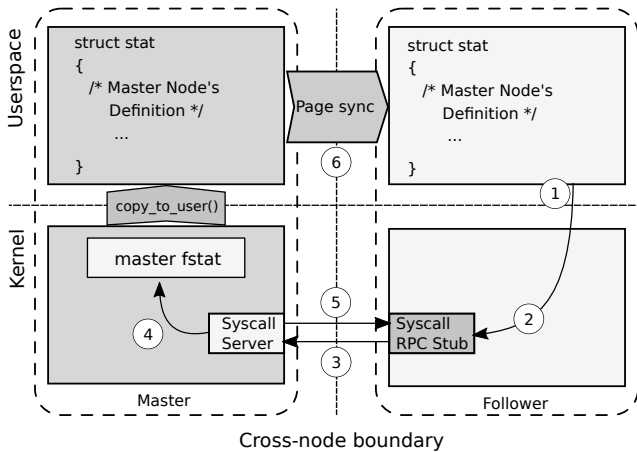 Userspace
struct stat
{
/* Master Node's
Definition */
...
}
Page sync
struct stat
{
/* Master Node's
Definition */
...
}
6
1
copy_to_user()
Kernel
master fstat
4
Syscall
Server
5
3
Syscall
RPC Stub
2
Master
Follower
Cross-node boundary